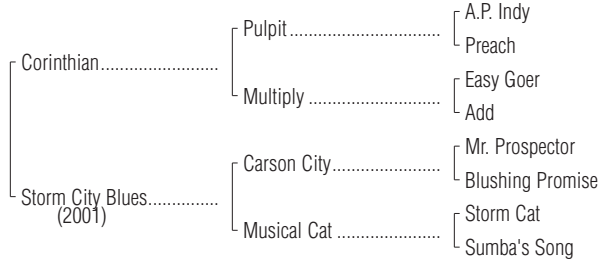 A.P. Indy
Pulpit
Preach
Corinthian
Easy Goer
Multiply
Add
Mr. Prospector
Carson City
Blushing Promise
Storm City Blues
(2001)
Storm Cat
Musical Cat
Sumba's Song